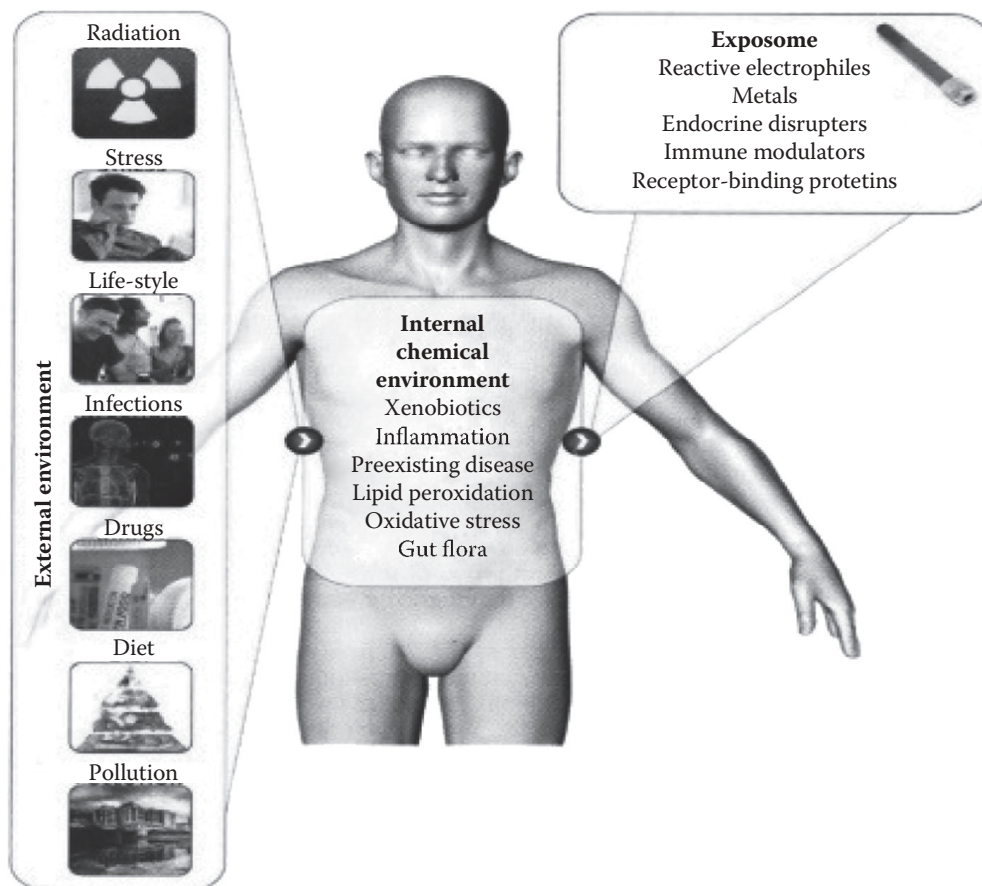 Radiation
Stress
Life-style
Infections
Drugs
Diet
Pollution
External environment
Internal
chemical
environment
Xenobiotics
Inflammation
Preexisting disease
Lipid peroxidation
Oxidative stress
Gut flora
Exposome
Reactive electrophiles
Metals
Endocrine disrupters
Immune modulators
Receptor-binding protetins